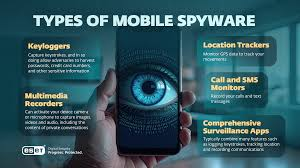 TYPES OF MOBILE SPYWARE
Keyloggers
Capture keystrokes, and in so
doing allow adversaries to harvest
passwords, credit card numbers,
and other sensitive information
Multimedia
Recorders
Can activate your device camera
or microphone to capture images,
videos and audio, including the
content of private conversations
Location Trackers
Monitor GPS data to track your
movements
Call and SMS
Monitors
Record your calls and
text messages
Comprehensive
Surveillance Apps
Typically combine many features such
as logging keystrokes, tracking location
and recording communications
eset
Digital Security
Progress. Protected.